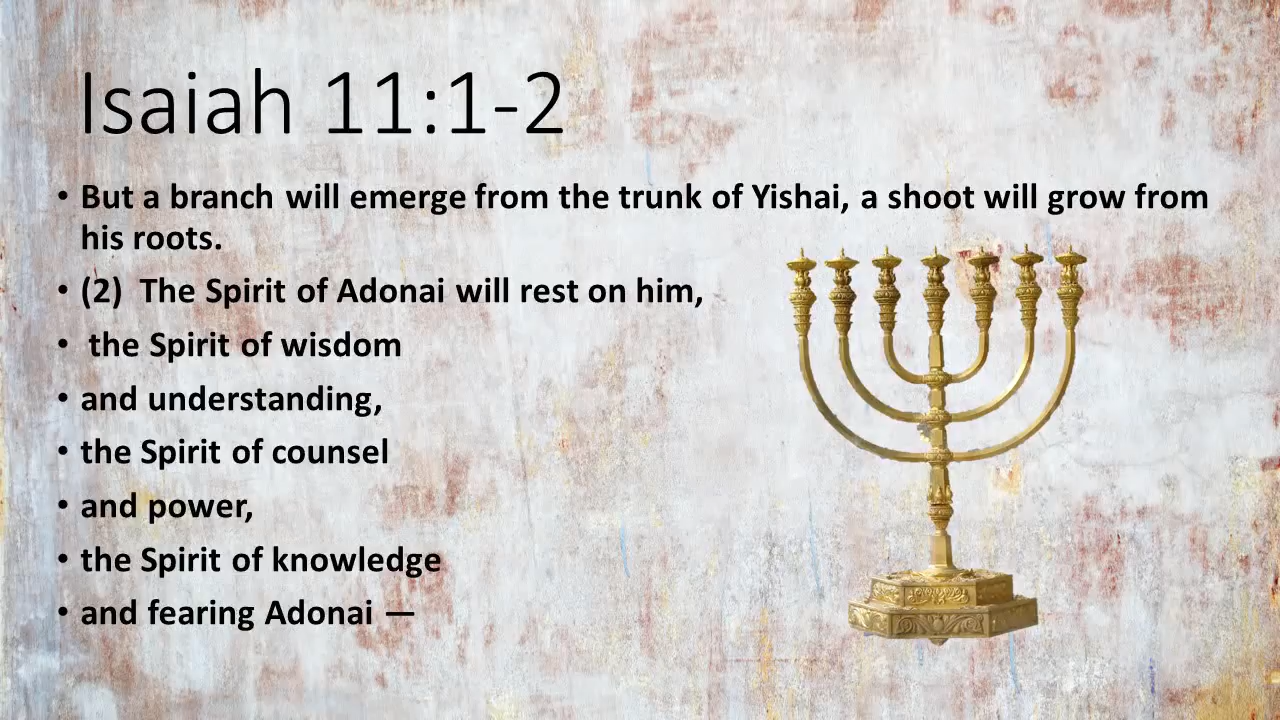 Isaiah 11:1-2
• But a branch will emerge from the trunk of Yishai, a shoot will grow from
his roots.
• (2)  The Spirit of Adonai will rest on him,
•  the Spirit of wisdom
• and understanding,
• the Spirit of counsel
• and power,
• the Spirit of knowledge
• and fearing Adonai —